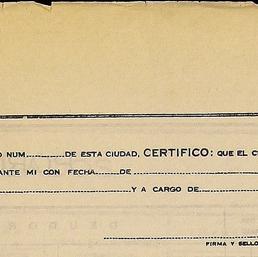 O NUM............DE ESTA CIUDAD, CERTIFICO: QUE EL C
ANTE MI CON FECHA............DE
Y A CARGO DE
FIRMA Y SELLO